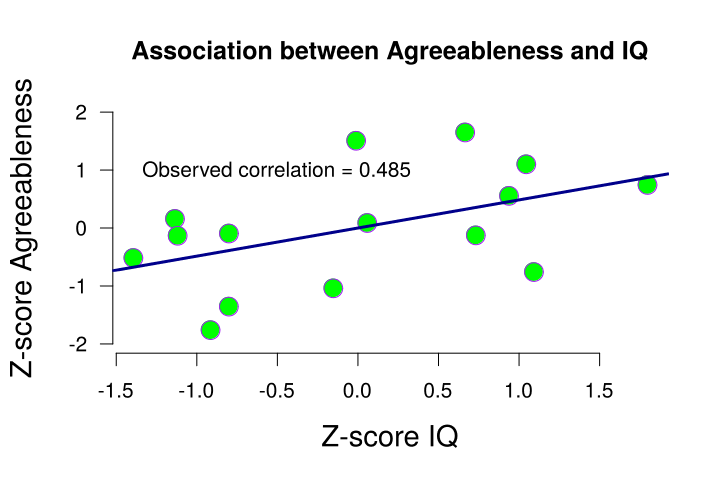 Association between Agreeableness and IQ
Z-score Agreeableness
2
1
0
-1
-2
Observed correlation = 0.485
-1.5 -1.0 -0.5 0.0 0.5 1.0 1.5
Z-score IQ